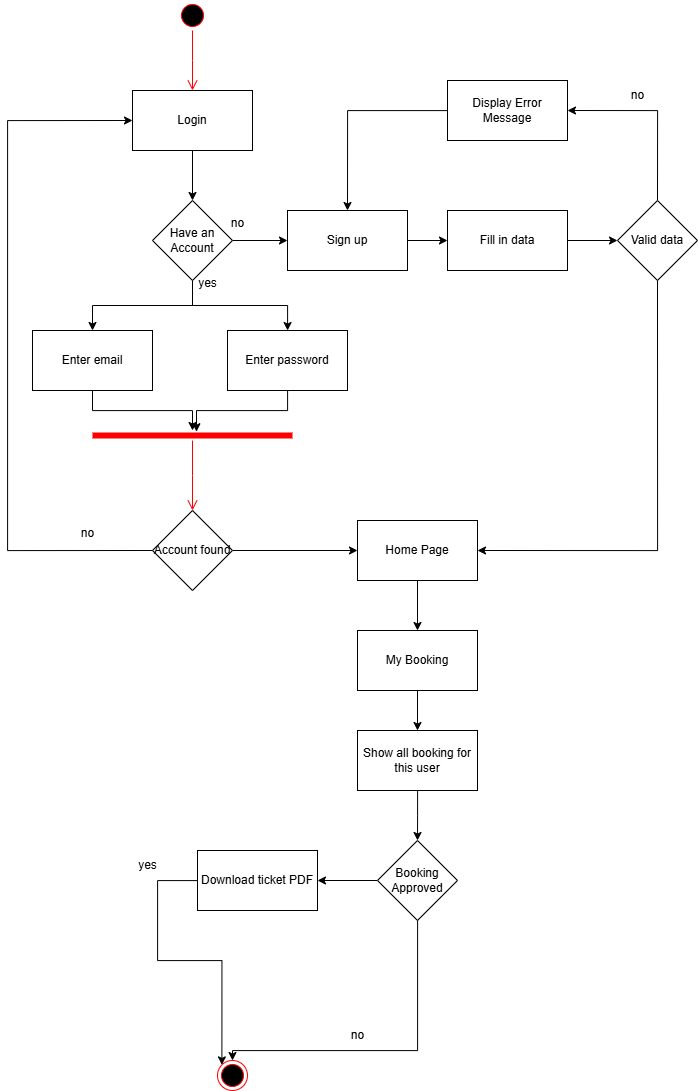 Login
Display Error
Message
no
Have an
Account
no
Sign up
Fill in data
Valid data
yes
Enter email
Enter password
no
Account found
Home Page
My Booking
Show all booking for
this user
yes
Download ticket PDF
Booking
Approved
no